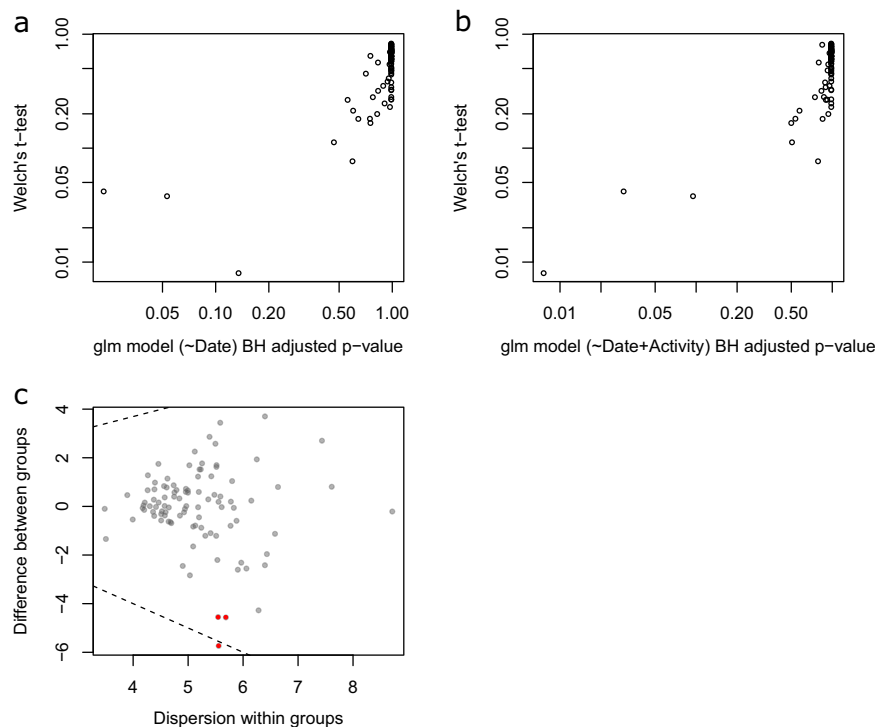 a
Welch's t−test
1.00
0.20
0.05
0.01
0.05 0.10 0.20 0.50 1.00
glm model (~Date) BH adjusted p−value
b
Welch's t−test
1.00
0.20
0.05
0.01
0.01 0.05 0.20 0.50
glm model (~Date+Activity) BH adjusted p−value
c
Difference between groups
4
2
0
−2
−4
−6
4 5 6 7 8
Dispersion within groups